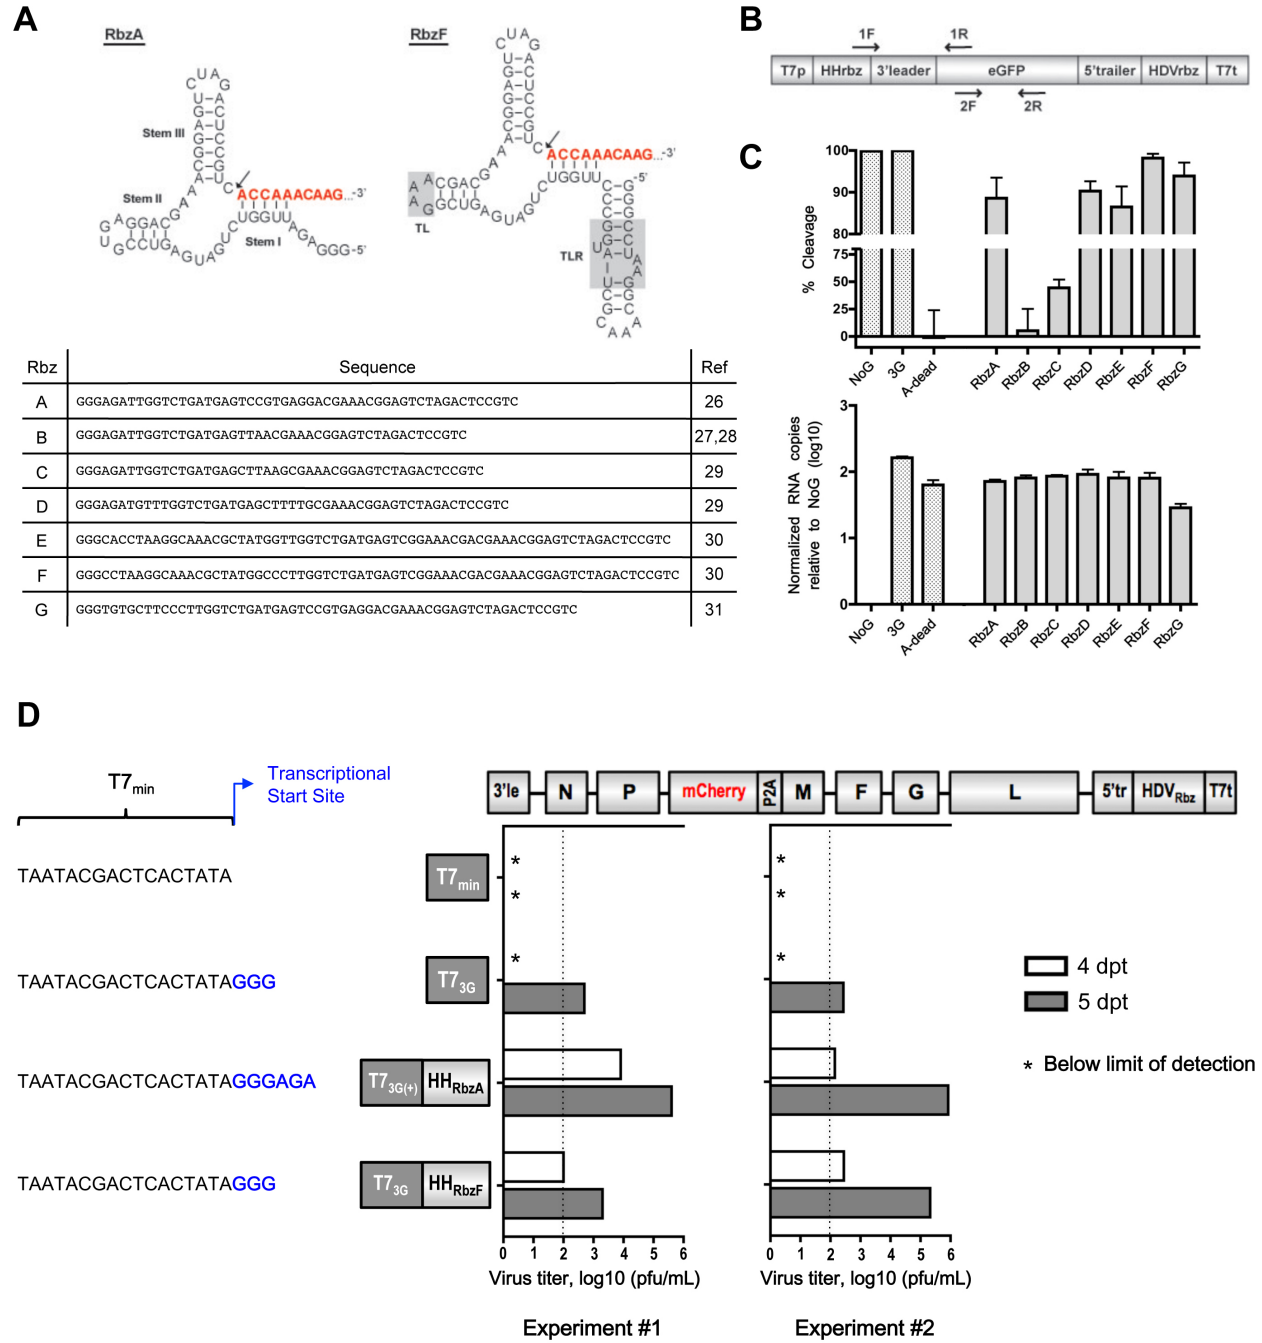 A
RbzA
RbzF
Stem III
Stem II
Stem I
ACCAAACAAG...-3'
GGG-5'
ACCAAACAAG...-3'
-5'
TL
TLR
Rbz Sequence Ref
A GGGAGATTGGTCTGATGAGTCCGTGAGGACGAAACGGAGTCTAGACTCCGTC 26
B GGGAGATTGGTCTGATGAGTTAACGAAACGGAGTCTAGACTCCGTC 27,28
C GGGAGATTGGTCTGATGAGCTTAAGCGAAACGGAGTCTAGACTCCGTC 29
D GGGAGATGTTTGGTCTGATGAGCTTTTGCGAAACGGAGTCTAGACTCCGTC 29
E GGGCACCTAAGGCAAACGCTATGGTTGGTCTGATGAGTCGGAAACGACGAAACGGAGTCTAGACTCCGTC 30
F GGGCCTAAGGCAAACGCTATGGCCCTTGGTCTGATGAGTCGGAAACGACGAAACGGAGTCTAGACTCCGTC 30
G GGGTGTGCTTCCCTTGGTCTGATGAGTCCGTGAGGACGAAACGGAGTCTAGACTCCGTC 31
B
1F 1R
T7p HHrbz 3'leader eGFP 5'trailer HDVrbz T7t
2F 2R
C
% Cleavage
100
90
80
75
50
25
0
NoG 3G A-dead RbzA RbzB RbzC RbzD RbzE RbzF RbzG
Normalized RNA copies
relative to NoG (log10)
3
2
1
0
NoG 3G A-dead RbzA RbzB RbzC RbzD RbzE RbzF RbzG
D
T7min
Transcriptional
Start Site
3'le N P mCherry P2A M F G L 5'tr HDVRbz T7t
TAATACGACTCACTATA T7min * *
* *
TAATACGACTCACTATAGGG T73G * *
TAATACGACTCACTATAGGGAGA T73G(+) HHRbzA
TAATACGACTCACTATAGGG T73G HHRbzF
4 dpt
5 dpt
* Below limit of detection
0 1 2 3 4 5 6
Virus titer, log10 (pfu/mL)
Experiment #1
0 1 2 3 4 5 6
Virus titer, log10 (pfu/mL)
Experiment #2